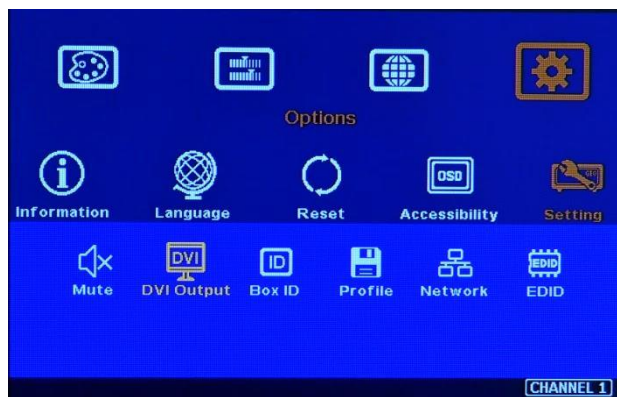 Options
OSD GEO
Information Language Reset Accessibility Setting
DVI ID EDID
Mute DVI Output Box ID Profile Network EDID
CHANNEL 1